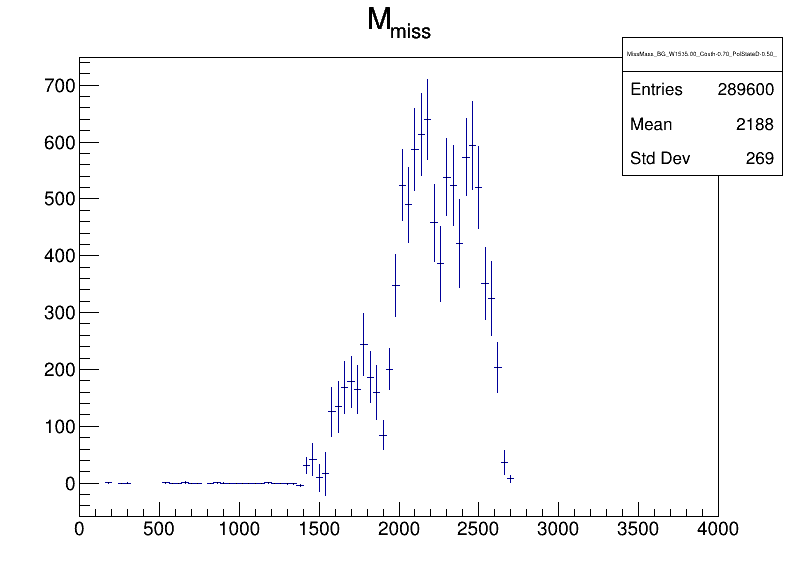 Mmiss
MissMass_BG_W1535.00_Costh-0.70_PolStateD-0.50_
Entries 289600
Mean 2188
Std Dev 269
700
600
500
400
300
200
100
0
0 500 1000 1500 2000 2500 3000 3500 4000